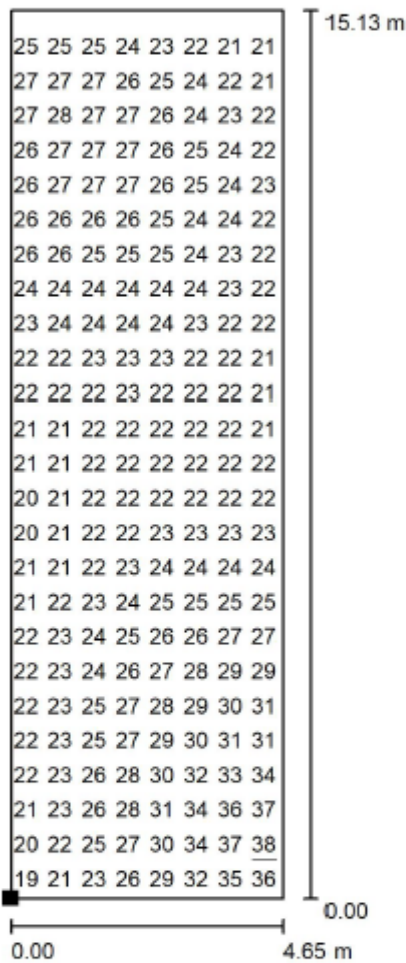 15.13 m
25 25 25 24 23 22 21 21
27 27 27 26 25 24 22 21
27 28 27 27 26 24 23 22
26 27 27 27 26 25 24 22
26 27 27 27 26 25 24 23
26 26 26 26 25 24 24 22
26 26 25 25 25 24 23 22
24 24 24 24 24 24 23 22
23 24 24 24 24 23 22 22
22 22 23 23 23 22 22 21
22 22 22 23 22 22 22 21
21 21 22 22 22 22 22 21
21 21 22 22 22 22 22 22
20 21 22 22 22 22 22 22
20 21 22 22 23 23 23 23
21 21 22 23 24 24 24 24
21 22 23 24 25 25 25 25
22 23 24 25 26 26 27 27
22 23 24 26 27 28 29 29
22 23 25 27 28 29 30 31
22 23 25 27 29 30 31 31
22 23 26 28 30 32 33 34
21 23 26 28 31 34 36 37
20 22 25 27 30 34 37 38
19 21 23 26 29 32 35 36
0.00
0.00 4.65 m